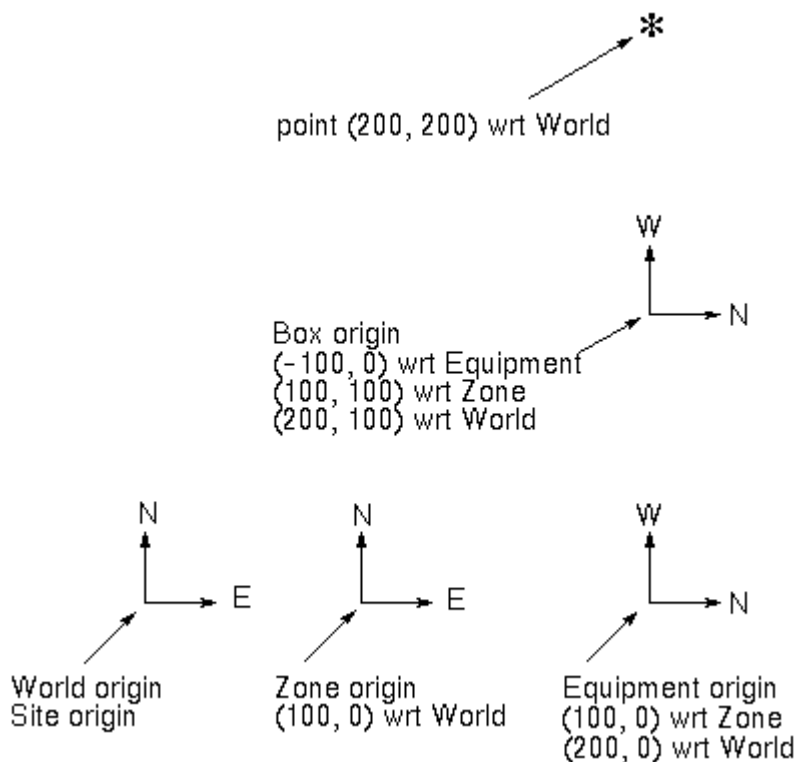 *
point (200, 200) wrt World
W
N
Box origin
(-100, 0) wrt Equipment
(100, 100) wrt Zone
(200, 100) wrt World
N
E
World origin
Site origin
N
E
Zone origin
(100, 0) wrt World
W
N
Equipment origin
(100, 0) wrt Zone
(200, 0) wrt World